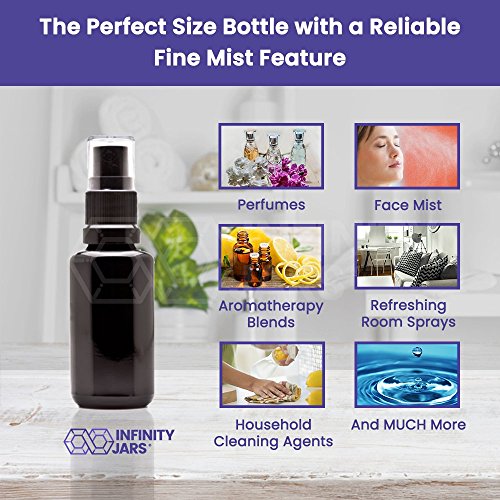 The Perfect Size Bottle with a Reliable
Fine Mist Feature
Perfumes
Face Mist
Aromatherapy
Blends
Refreshing
Room Sprays
Household
Cleaning Agents
And MUCH More
INFINITY
JARS®